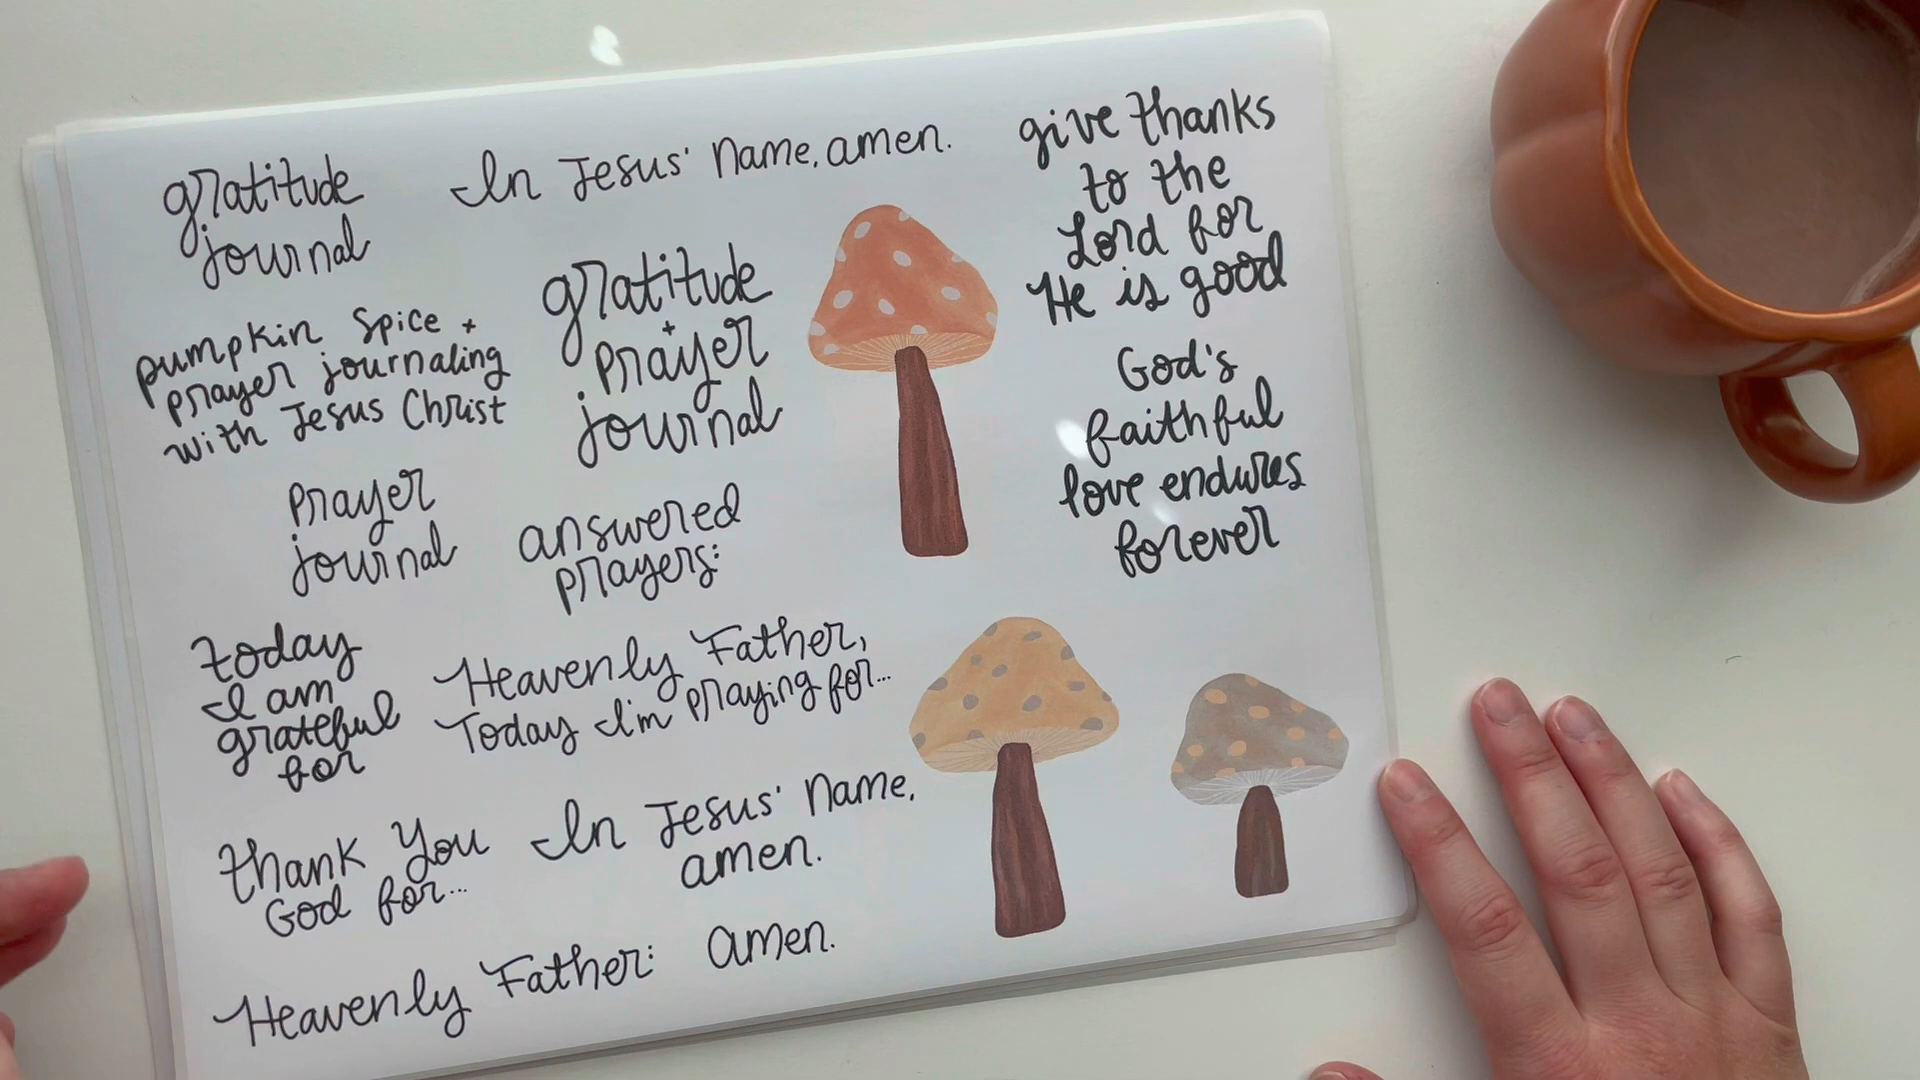 gratitude
journal
In Jesus' Name, amen.
give thanks
to the
Lord for
He is good
pumpkin spice +
prayer journaling
with Jesus Christ
gratitude
+
prayer
journal
God's
faithful
love endures
forever
prayer
journal
answered
prayers:
today
I am
grateful
for
Heavenly Father,
Today I'm praying for...
thank You
God for...
In Jesus' Name,
amen.
Heavenly Father:
amen.